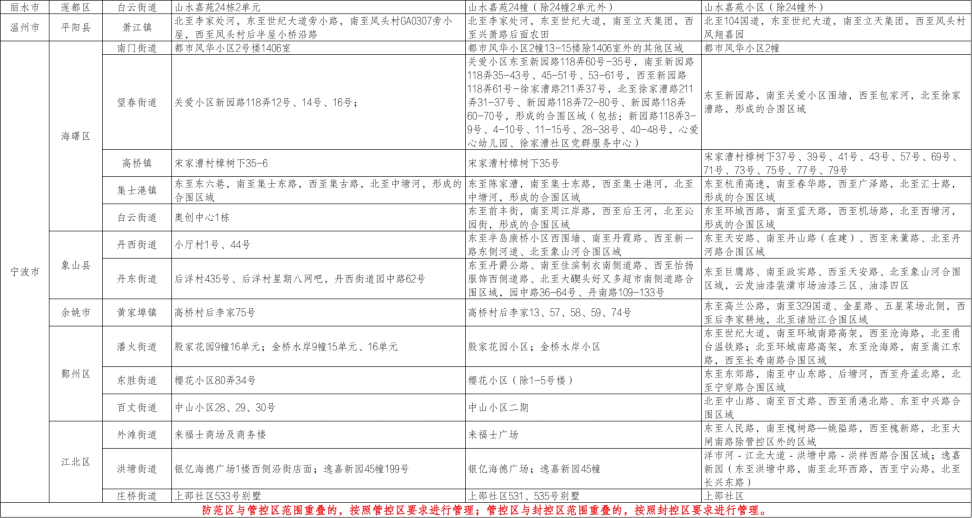 丽水市 莲都区 白云街道 山水嘉苑24栋2单元 山水嘉苑24幢（除24幢2单元外） 山水嘉苑小区（除24幢外）
温州市 平阳县 萧江镇 北至李家处河，东至世纪大道旁小路，南至凤头村GA0307旁小屋，西至凤头村后半屋小桥沿路 北至李家处河，东至世纪大道，南至立天集团，西至兴萧路后面农田 北至104国道，东至世纪大道，南至立天集团，西至凤头村凤翔嘉园
宁波市 海曙区 南门街道 都市凤华小区2号楼1406室 都市凤华小区2幢13-15楼除1406室外的其他区域 都市凤华小区2幢
望春街道 关爱小区新园路118弄12号、14号、16号； 关爱小区东至新园路118弄60号-35号，南至新园路118弄35-43号、45-51号、53-61号，西至新园路118弄61号-徐家漕路211弄37号，北至徐家漕路211弄31-37号、新园路118弄72-80号、新园路118弄60-70号，形成的合围区域（包括：新园路118弄3-9号、4-10号、11-15号、28-38号、40-48号，心爱心幼儿园、徐家漕社区党群服务中心） 东至新园路，南至关爱小区围墙，西至包家河，北至徐家漕路，形成的合围区域
高桥镇 宋家漕村樟树下35-6 宋家漕村樟树下35号 宋家漕村樟树下37号、39号、41号、43号、57号、69号、71号、73号、75号、77号、79号
集士港镇 东至东六巷，南至集士东路，西至集古路，北至中塘河，形成的合围区域 东至陈家漕，南至集士东路，西至集士港河，北至中塘河，形成的合围区域 东至杭甬高速，南至春华路，西至广泽路，北至汇士路，形成的合围区域
白云街道 奥创中心1栋 东至前丰街，南至周江岸路，西至后王河，北至公园街，形成的合围区域 东至环城西路，南至蓝天路，西至机场路，北至西塘河，形成的合围区域
象山县 丹西街道 小厅村1号、44号 东至半岛康桥小区西围墙、南至丹霞路、西至新一路东侧河道、北至象山河合围区域 东至天安路、南至丹山路（在建）、西至来薰路、北至丹河路合围区域
丹东街道 后洋村435号、后洋村星期八网吧，丹西街道园中路62号 东至丹爵公路、南至佳滨制衣南侧道路、西至怡扬服饰西侧道路、北至大碶头好又多超市南侧道路合围区域，园中路36-64号、丹南路109-133号 东至巨鹰路、南至政实路、西至天安路、北至象山河合围区域，云发油漆装潢市场油漆三区、油漆四区
余姚市 黄家埠镇 高桥村后李家75号 高桥村后李家13、57、58、59、74号 东至高兰公路，南至329国道、金星路、五星菜场北侧，西至后李家耕地，北至诸励江合围区域
鄞州区 潘火街道 殷家花园9幢16单元；金桥水岸9幢15单元、16单元 殷家花园小区；金桥水岸小区 东至世纪大道，南至环城南路高架，西至沧海路，北至甬台温铁路；北至环城南路高架，东至沧海路，南至嵩江东路，西至长寿南路合围区域
东胜街道 樱花小区80弄34号 樱花小区（除1-5号楼） 东至东郊路，南至中山东路、后塘河，西至舟孟北路，北至宁穿路合围区域
百丈街道 中山小区28、29、30号 中山小区二期 北至中山路、南至百丈路、西至甬港北路、东至中兴路合围区域
江北区 外滩街道 来福士商场及商务楼 来福士广场 东至人民路，南至槐树路—姚隘路，西至槐新路，北至大闸南路除管控区外的区域
洪塘街道 银亿海德广场1楼西侧沿街店面；逸嘉新园45幢199号 银亿海德广场；逸嘉新园45幢 洋市河－江北大道－洪塘中路－洪祥西路合围区域；逸嘉新园（东至洪塘中路，南至北环西路，西至宁公路，北至长兴东路）
庄桥街道 上邵社区533号别墅 上邵社区531、535号别墅 上邵社区
防范区与管控区范围重叠的，按照管控区要求进行管理；管控区与封控区范围重叠的，按照封控区要求进行管理。